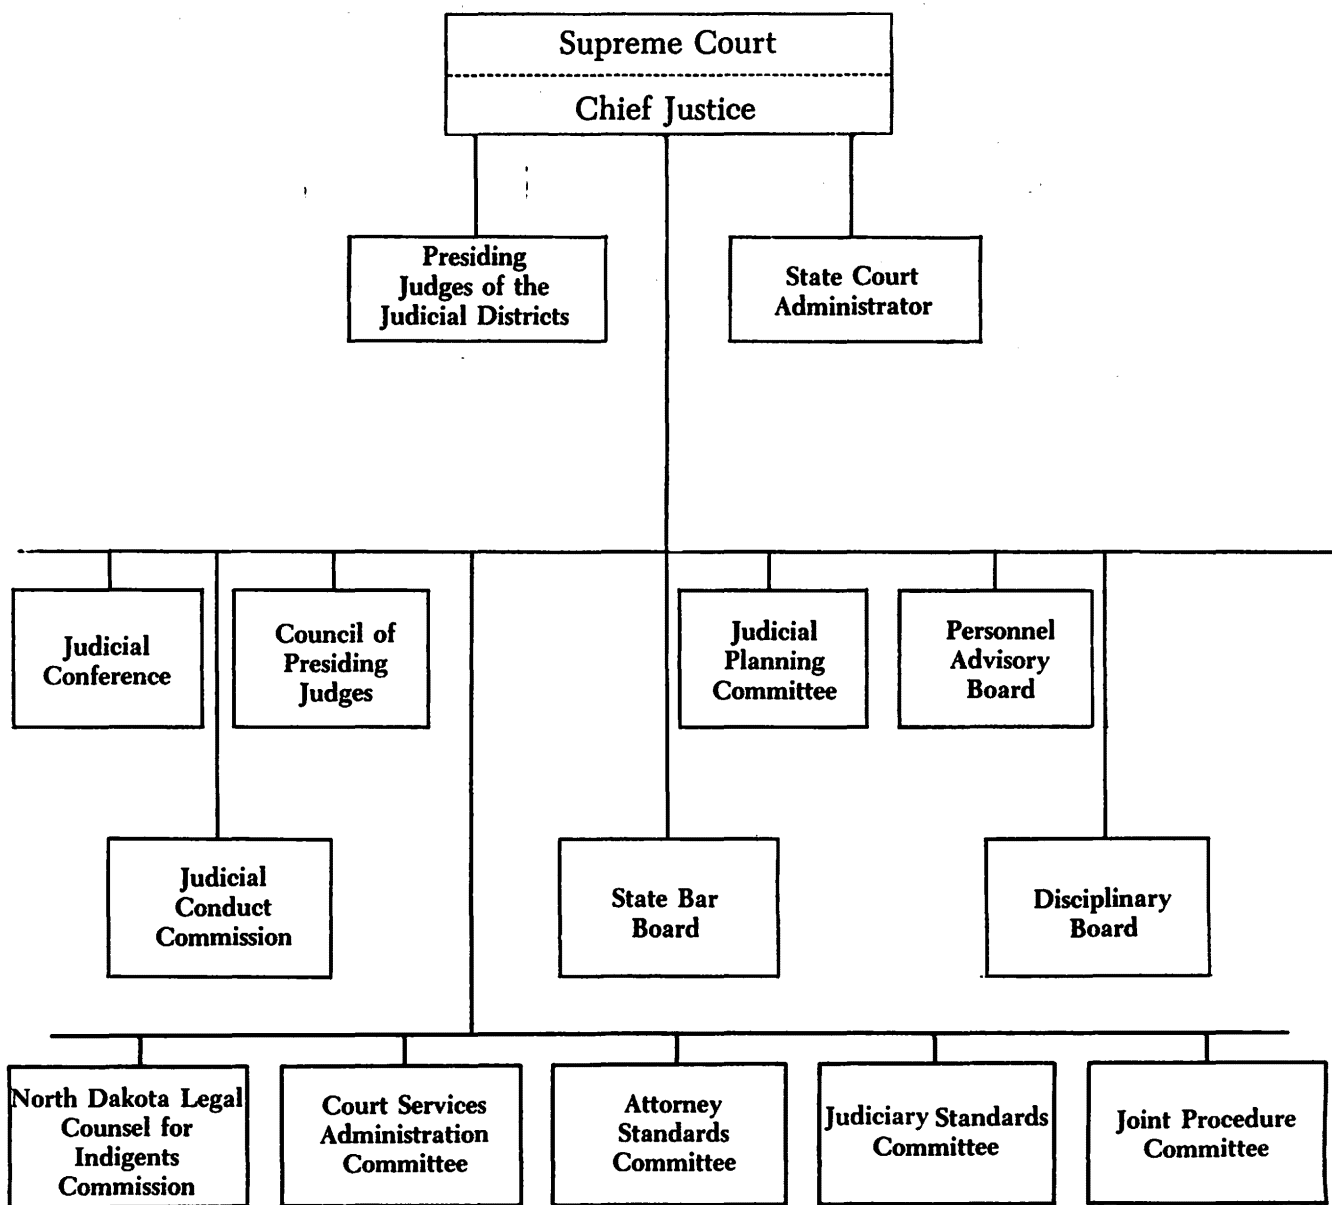 Supreme Court
Chief Justice
Presiding
Judges of the
Judicial Districts
State Court
Administrator
Judicial
Conference
Council of
Presiding
Judges
Judicial
Planning
Committee
Personnel
Advisory
Board
Judicial
Conduct
Commission
State Bar
Board
Disciplinary
Board
North Dakota Legal
Counsel for
Indigents
Commission
Court Services
Administration
Committee
Attorney
Standards
Committee
Judiciary Standards
Committee
Joint Procedure
Committee